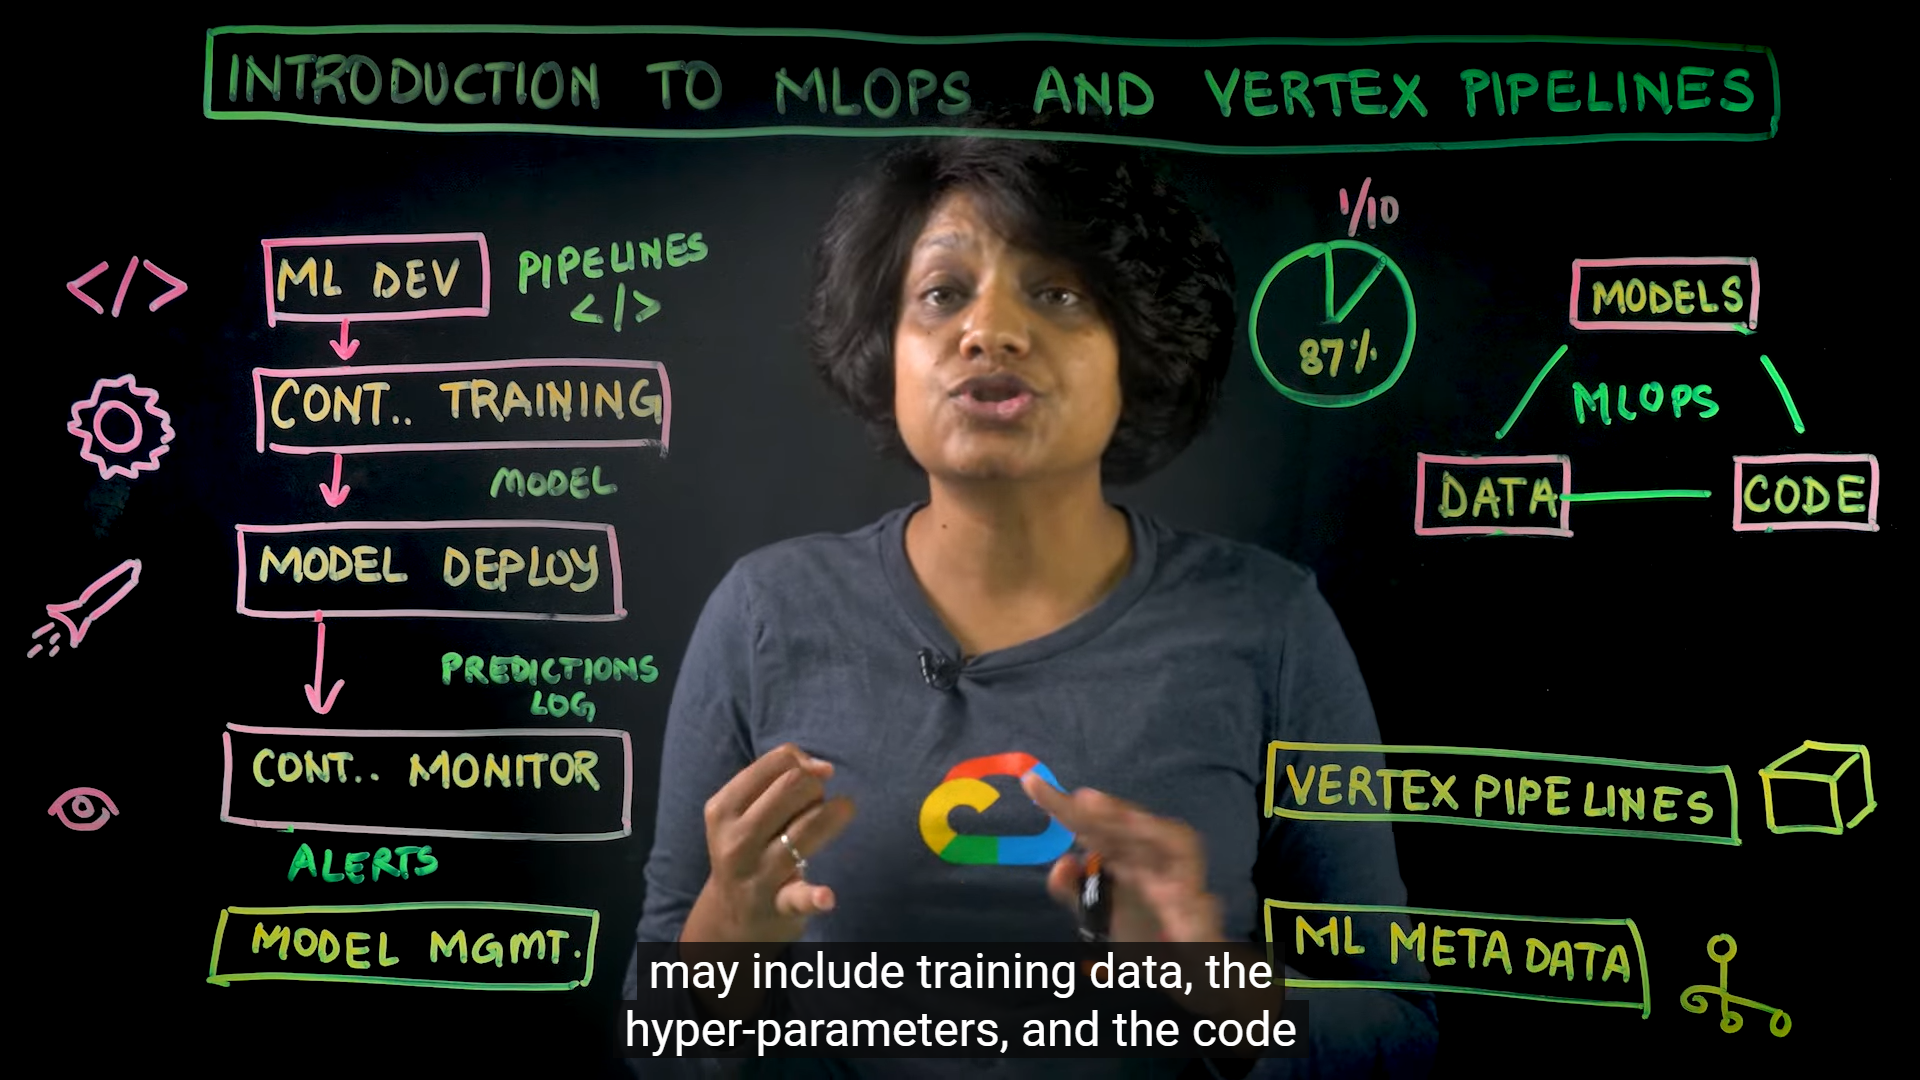 INTRODUCTION TO MLOPS AND VERTEX PIPELINES
</>
ML DEV
PIPELINES
</>
CONT.. TRAINING
MODEL
MODEL DEPLOY
PREDICTIONS
LOG
CONT.. MONITOR
ALERTS
MODEL MGMT.
1/10
87%
MODELS
MLOPS
DATA
CODE
VERTEX PIPELINES
ML META DATA
may include training data, the
hyper-parameters, and the code